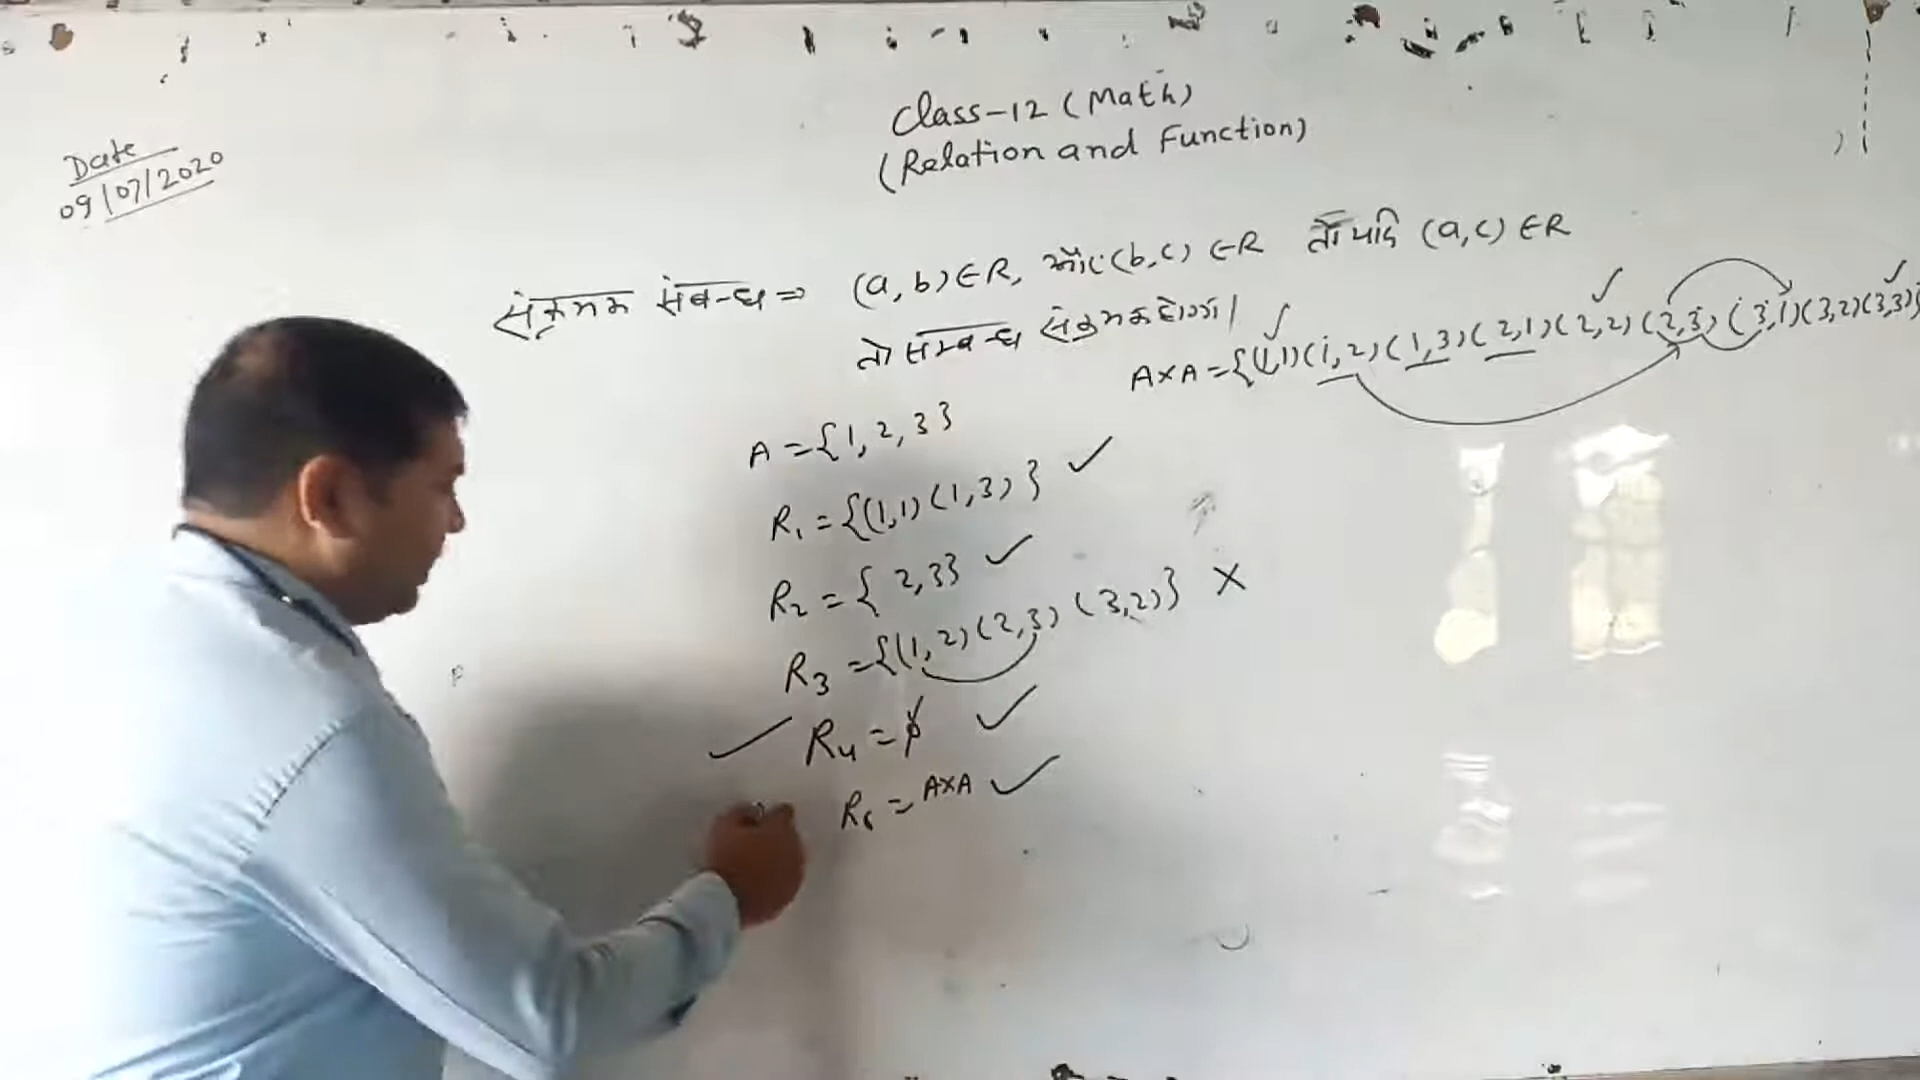 Class-12 (Math)
(Relation and Function)
Date
09/07/2020
संक्रमक संबन्ध ⇒ (a, b) ∈ R, और (b, c) ∈ R तो यदि (a, c) ∈ R
तो सम्बन्ध संक्रमक होगा।
A×A = {(1,1) (1,2) (1,3) (2,1) (2,2) (2,3) (3,1) (3,2) (3,3)}
A = {1, 2, 3}
R₁ = {(1,1) (1,3)} ✓
R₂ = { 2,3} ✓
R₃ = {(1,2) (2,3) (3,2)} ×
✓ R₄ = ϕ ✓
= A×A ✓